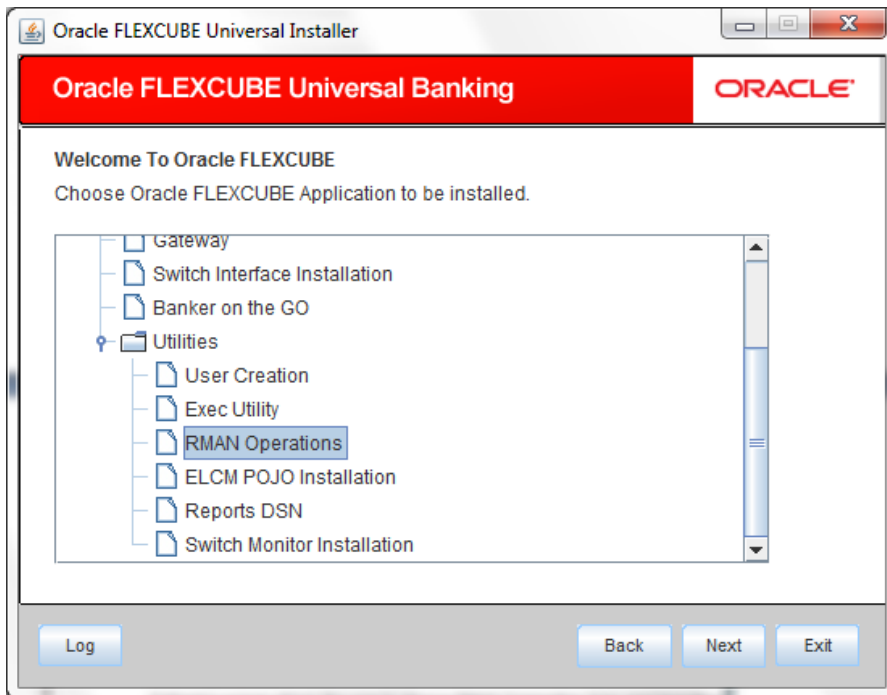 Oracle FLEXCUBE Universal Installer
Oracle FLEXCUBE Universal Banking
ORACLE
Welcome To Oracle FLEXCUBE
Choose Oracle FLEXCUBE Application to be installed.
Gateway
Switch Interface Installation
Banker on the GO
Utilities
User Creation
Exec Utility
RMAN Operations
ELCM POJO Installation
Reports DSN
Switch Monitor Installation
Log Back Next Exit